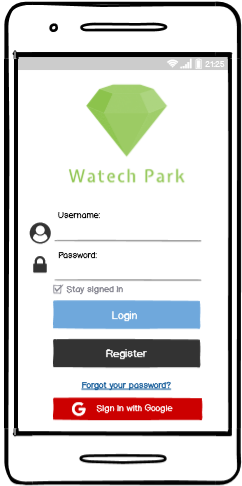 21:25
Watech Park
Username:
Password:
Stay signed in
Login
Register
Forgot your password?
G Sign in with Google